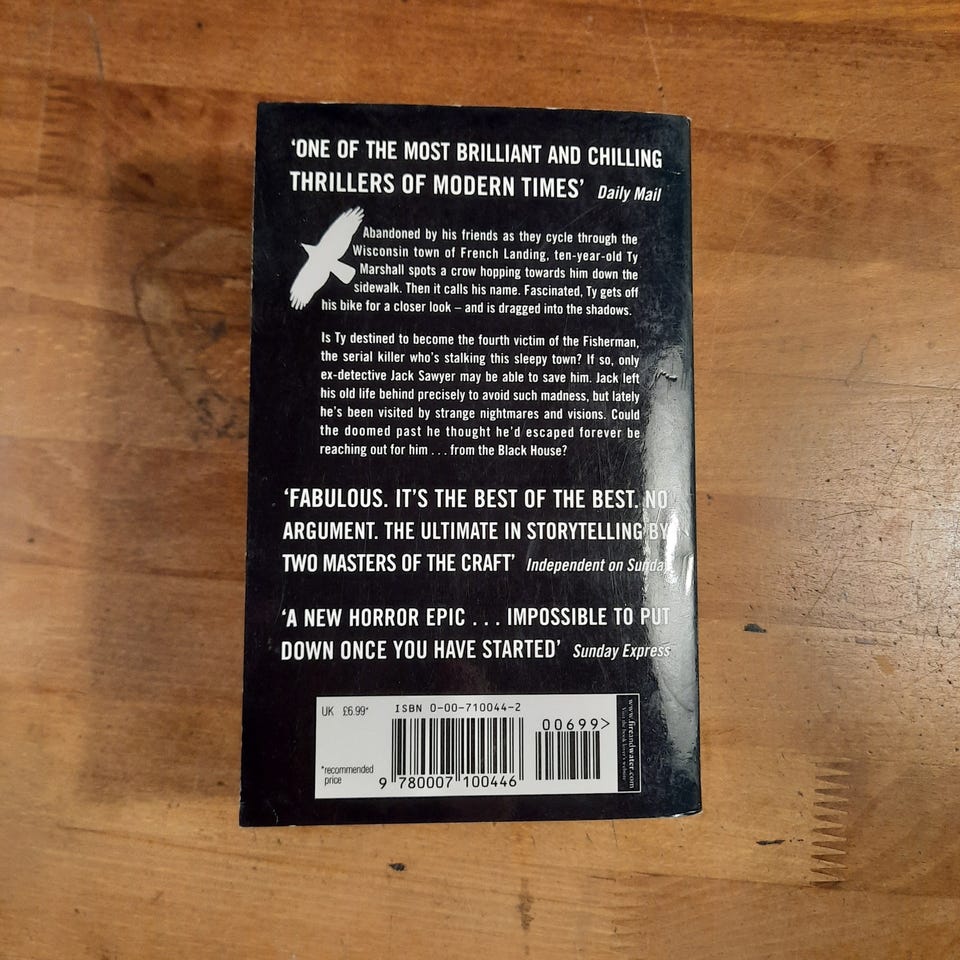 ‘ONE OF THE MOST BRILLIANT AND CHILLING
THRILLERS OF MODERN TIMES’ Daily Mail
Abandoned by his friends as they cycle through the
Wisconsin town of French Landing, ten-year-old Ty
Marshall spots a crow hopping towards him down the
sidewalk. Then it calls his name. Fascinated, Ty gets off
his bike for a closer look – and is dragged into the shadows.
Is Ty destined to become the fourth victim of the Fisherman,
the serial killer who's stalking this sleepy town? If so, only
ex-detective Jack Sawyer may be able to save him. Jack left
his old life behind precisely to avoid such madness, but lately
he's been visited by strange nightmares and visions. Could
the doomed past he thought he'd escaped forever be
reaching out for him . . . from the Black House?
‘FABULOUS. IT'S THE BEST OF THE BEST. NO
ARGUMENT. THE ULTIMATE IN STORYTELLING BY
TWO MASTERS OF THE CRAFT’ Independent on Sunday
‘A NEW HORROR EPIC . . . IMPOSSIBLE TO PUT
DOWN ONCE YOU HAVE STARTED’ Sunday Express
UK £6.99*
ISBN 0-00-710044-2
00699>
*recommended
price
9 780007 100446
www.fireandwater.com
Visit the book lover's website